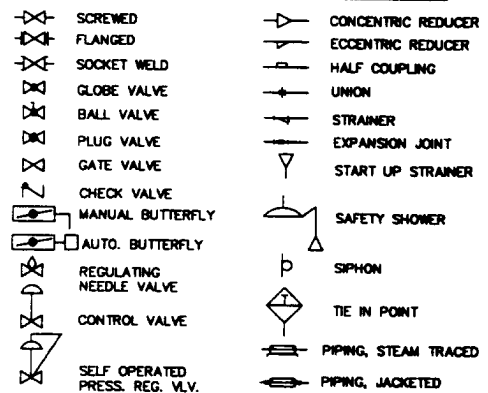 SCREWED
FLANGED
SOCKET WELD
GLOBE VALVE
BALL VALVE
PLUG VALVE
GATE VALVE
CHECK VALVE
MANUAL BUTTERFLY
AUTO. BUTTERFLY
REGULATING
NEEDLE VALVE
CONTROL VALVE
SELF OPERATED
PRESS. REG. VLV.
CONCENTRIC REDUCER
ECCENTRIC REDUCER
HALF COUPLING
UNION
STRAINER
EXPANSION JOINT
START UP STRAINER
SAFETY SHOWER
SIPHON
T
TIE IN POINT
PIPING, STEAM TRACED
PIPING, JACKETED